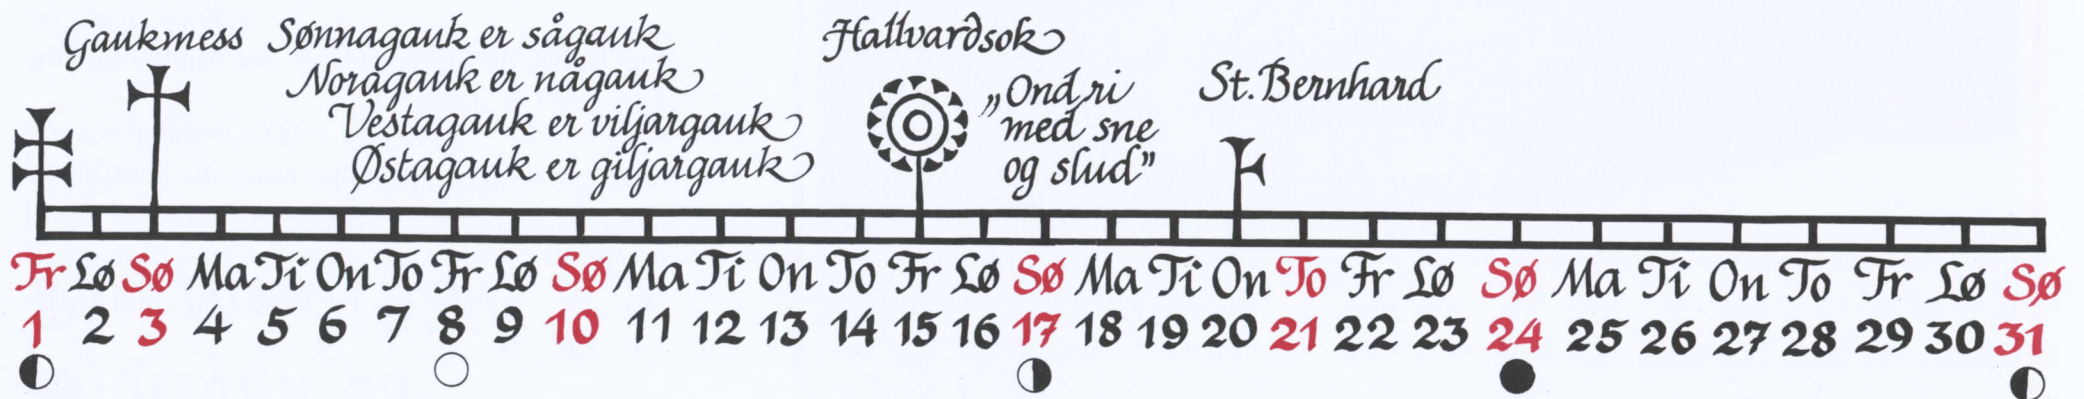 Gaukmess
Sønnagauk er sågauk
Noragauk er någauk
Vestagauk er viljargauk
Østagauk er giljargauk
Hallvardsok
„Ond ri
med sne
og slud”
St. Bernhard
Fr Lø Sø Ma Ti On To Fr Lø Sø Ma Ti On To Fr Lø Sø Ma Ti On To Fr Lø Sø Ma Ti On To Fr Lø Sø
1 2 3 4 5 6 7 8 9 10 11 12 13 14 15 16 17 18 19 20 21 22 23 24 25 26 27 28 29 30 31